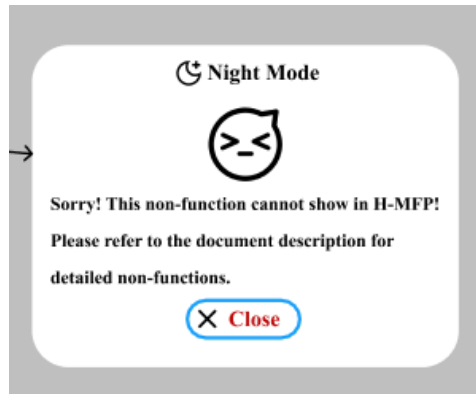 Night Mode
Sorry! This non-function cannot show in H-MFP!
Please refer to the document description for
detailed non-functions.
Close